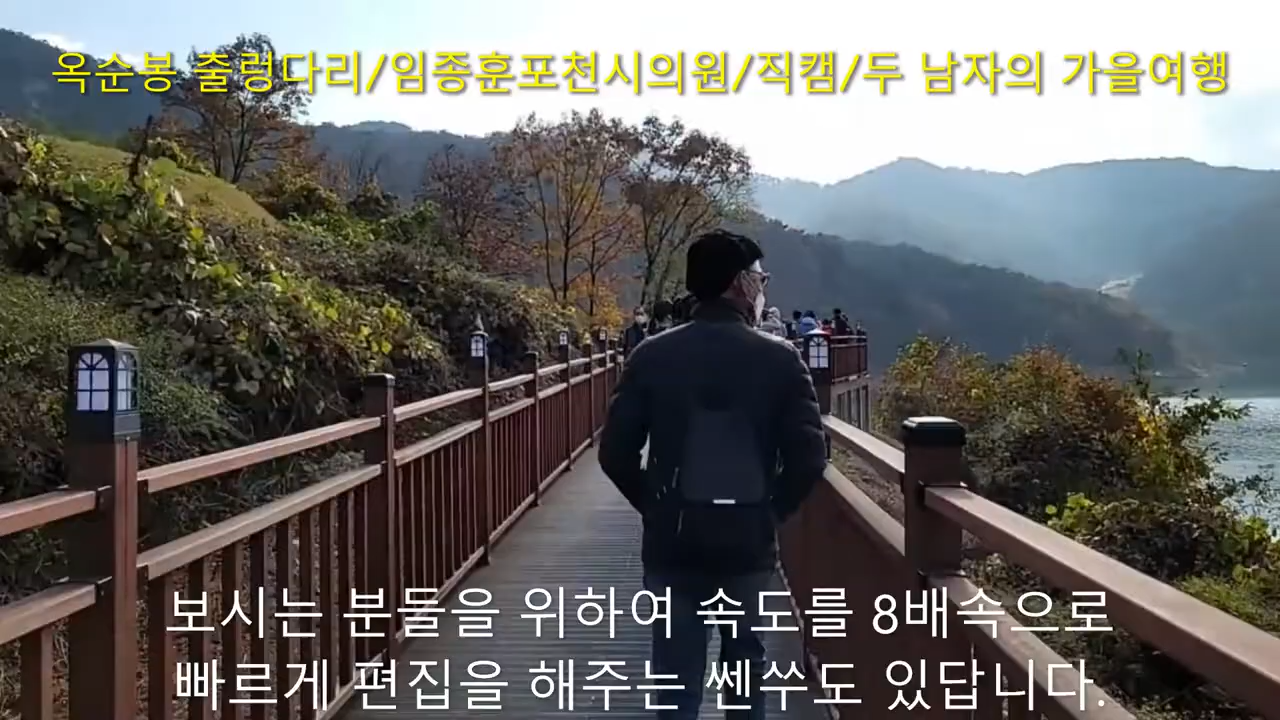 옥순봉 출렁다리/임종훈포천시의원/직캠/두 남자의 가을여행
보시는 분둘을 위하여 속도를 8배속으로
빠르게 편집을 해주는 쎈쑤도 있답니다.